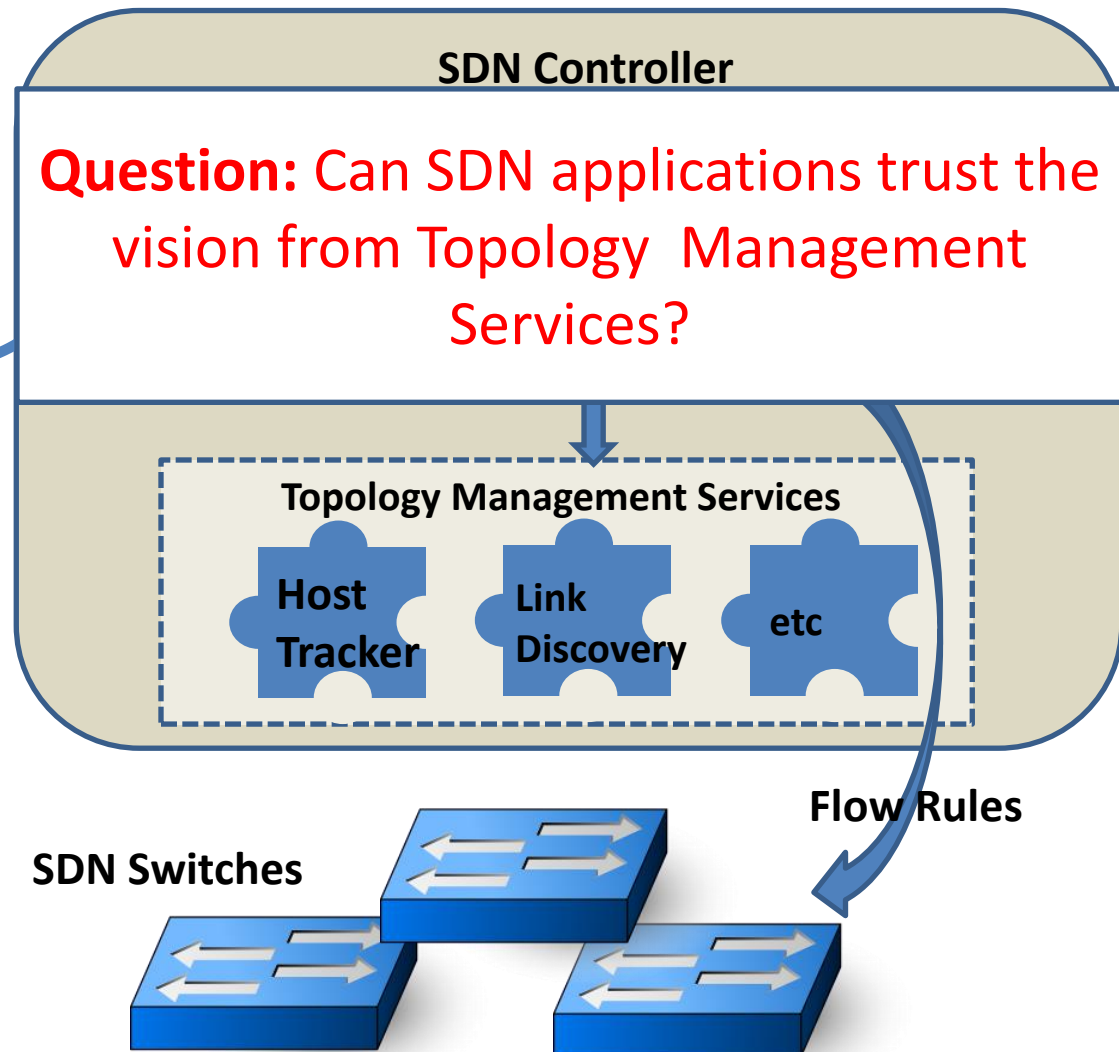 SDN Controller
Question: Can SDN applications trust the
vision from Topology Management
Services?
Topology Management Services
Host
Tracker
Link
Discovery
etc
Flow Rules
SDN Switches